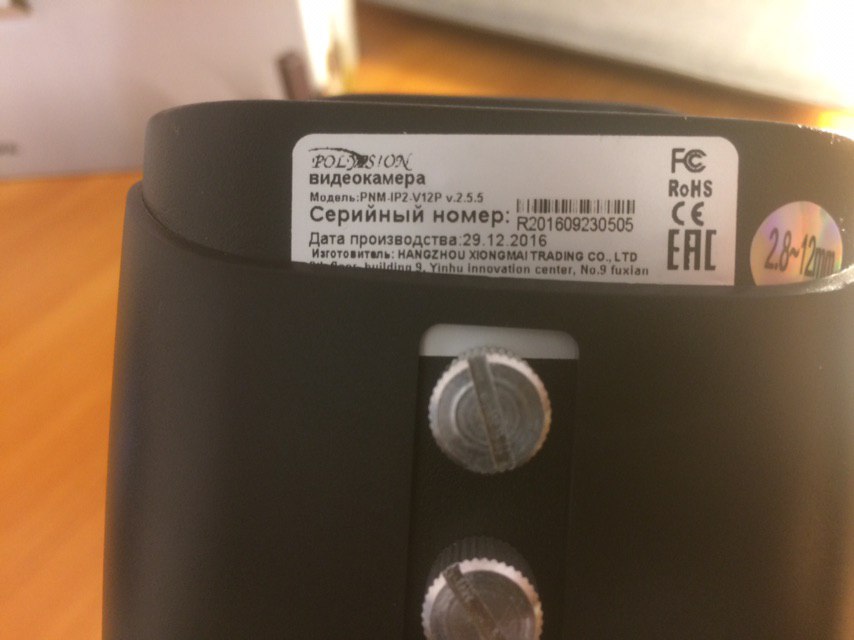 POLYVISION
видеокамера
Модель:PNM-IP2-V12P v.2.5.5
Серийный номер:
R201609230505
Дата производства:29.12.2016
Изготовитель: HANGZHOU XIONGMAI TRADING CO., LTD
floor, building 9, Yinhu innovation center, No.9 fuxian
FC
RoHS
CE
EAC
2.8~12mm